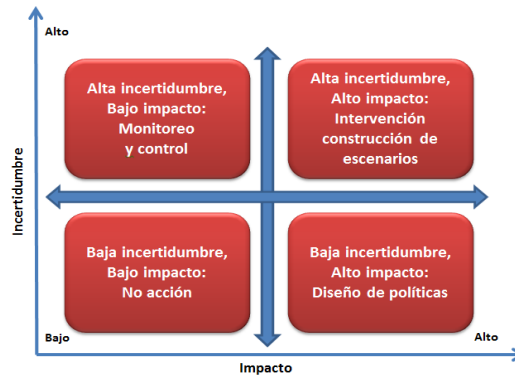 Alto
Alta incertidumbre,
Bajo impacto:
Monitoreo
y control
Alta incertidumbre,
Alto impacto:
Intervención
construcción de
escenarios
Incertidumbre
Baja incertidumbre,
Bajo impacto:
No acción
Baja incertidumbre,
Alto impacto:
Diseño de políticas
Bajo
Alto
Impacto